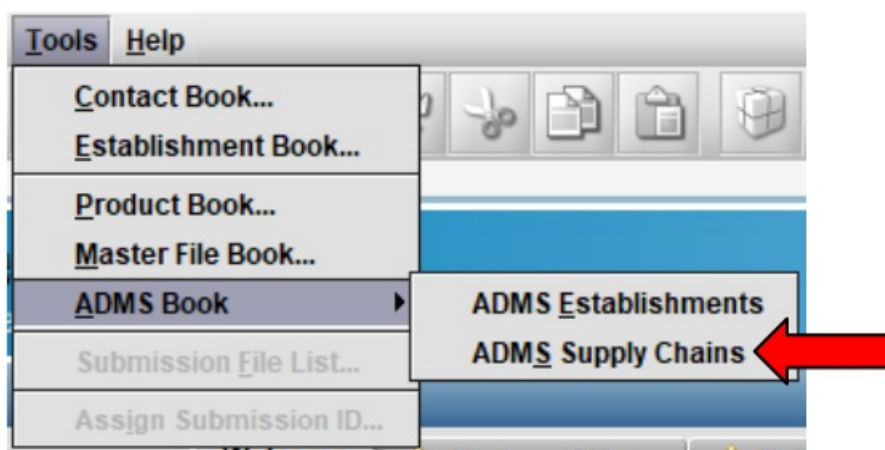 Tools Help
Contact Book...
Establishment Book...
Product Book...
Master File Book...
ADMS Book
ADMS Establishments
ADMS Supply Chains
Submission File List...
Assign Submission ID...